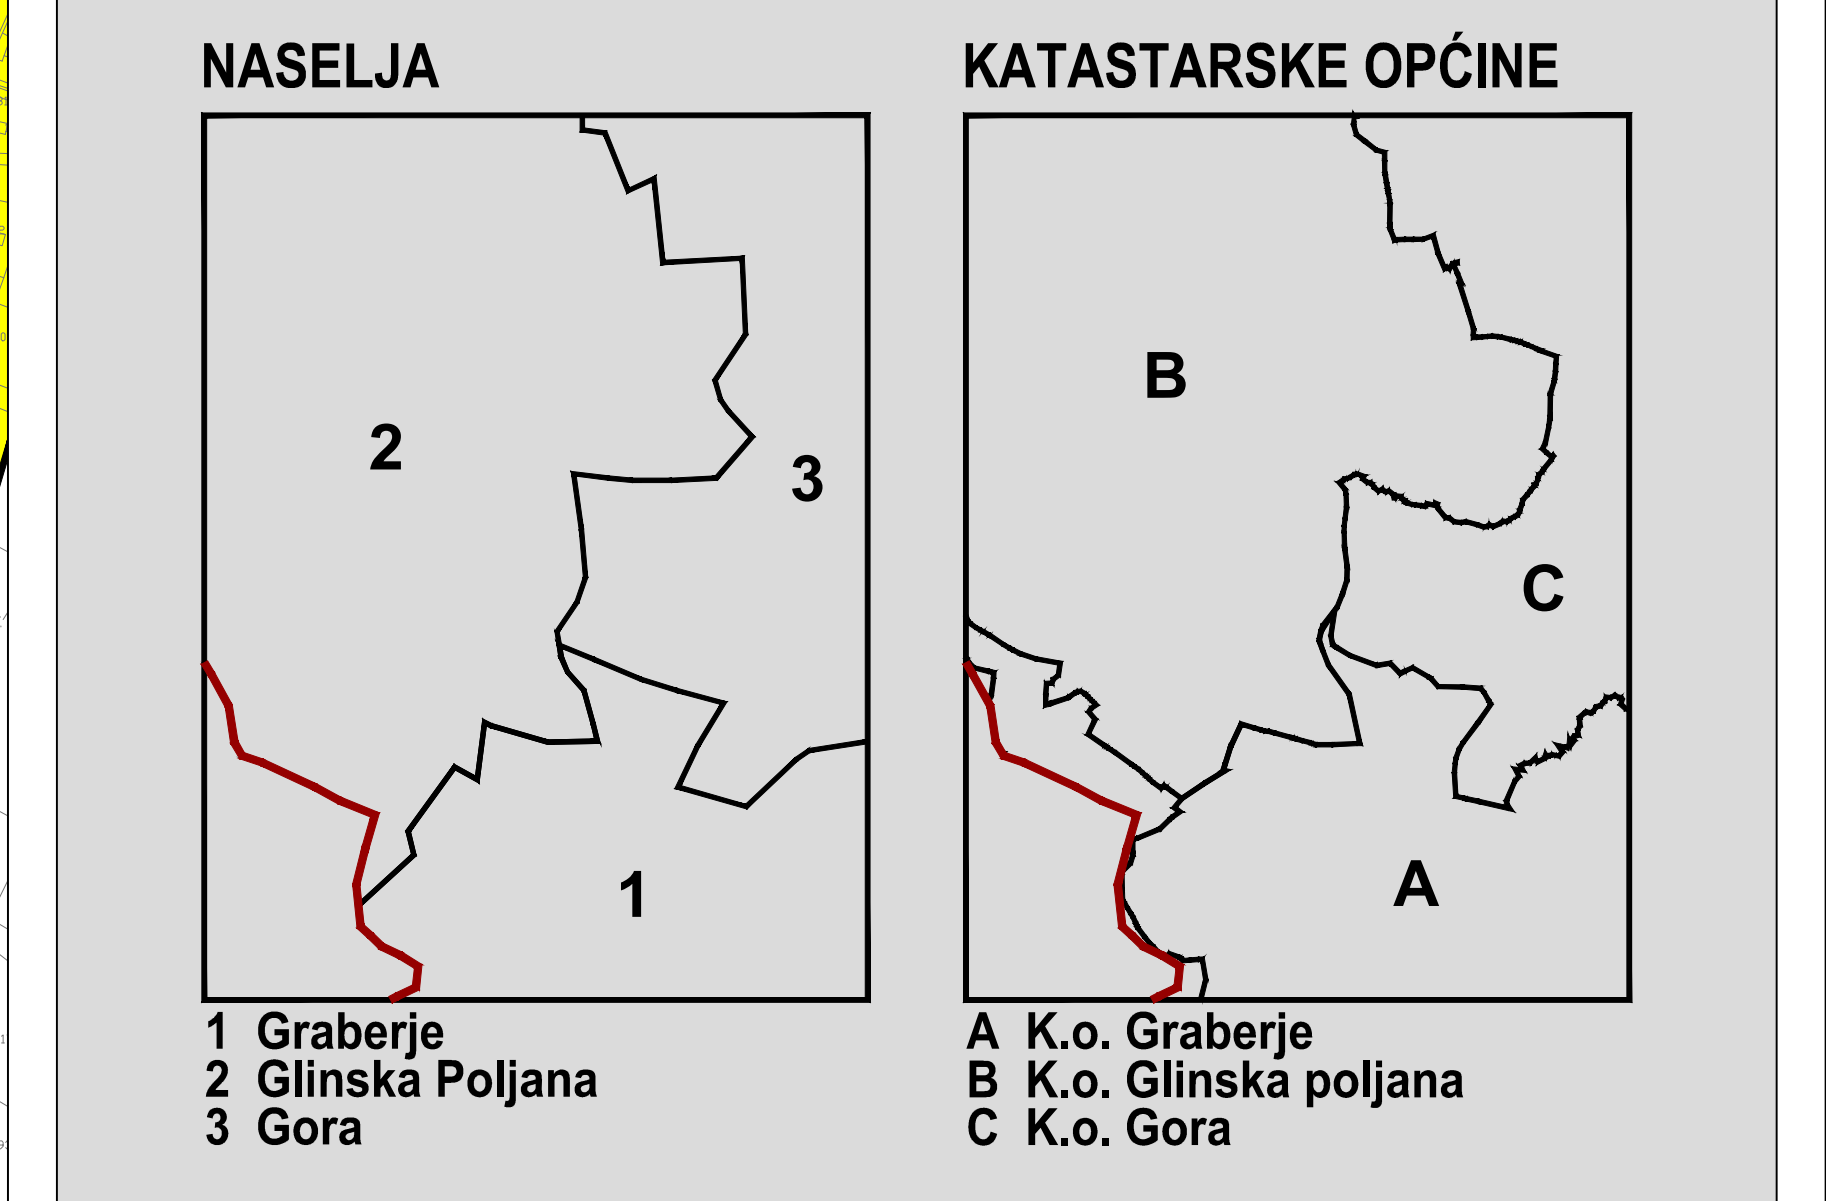 NASELJA
2
3
1
1 Graberje
2 Glinska Poljana
3 Gora
KATASTARSKE OPĆINE
B
C
A
A K.o. Graberje
B K.o. Glinska poljana
C K.o. Gora